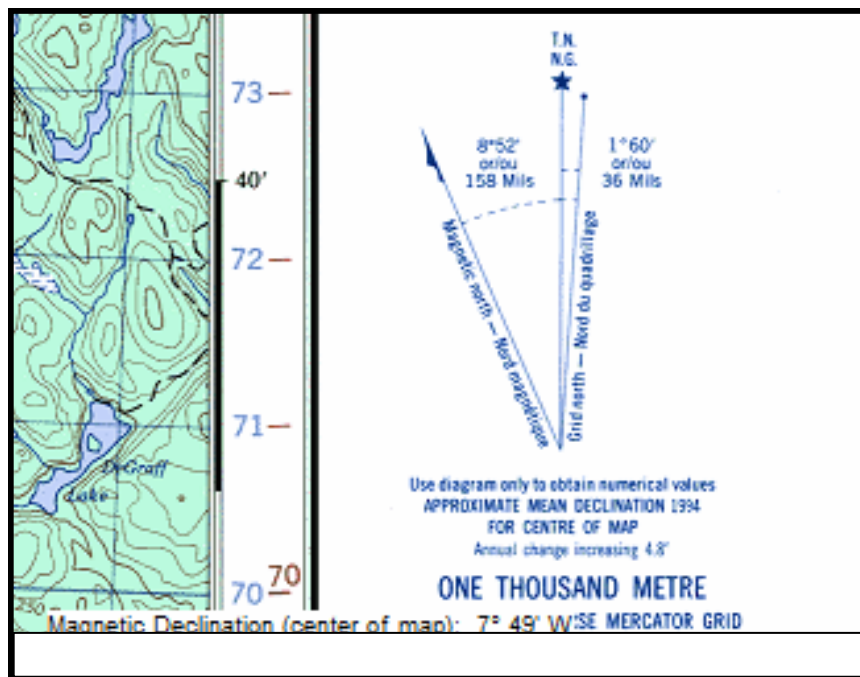 73
40'
72
71
DeGraff
Lake
70
70
250
T.N.
N.G.
8°52'
or/ou
158 Mils
1°60'
or/ou
36 Mils
Magnetic north — Nord magnétique
Grid north — Nord du quadrillage
Use diagram only to obtain numerical values
APPROXIMATE MEAN DECLINATION 1994
FOR CENTRE OF MAP
Annual change increasing 4.8'
ONE THOUSAND METRE
SE MERCATOR GRID
Magnetic Declination (center of map): 7° 49' W